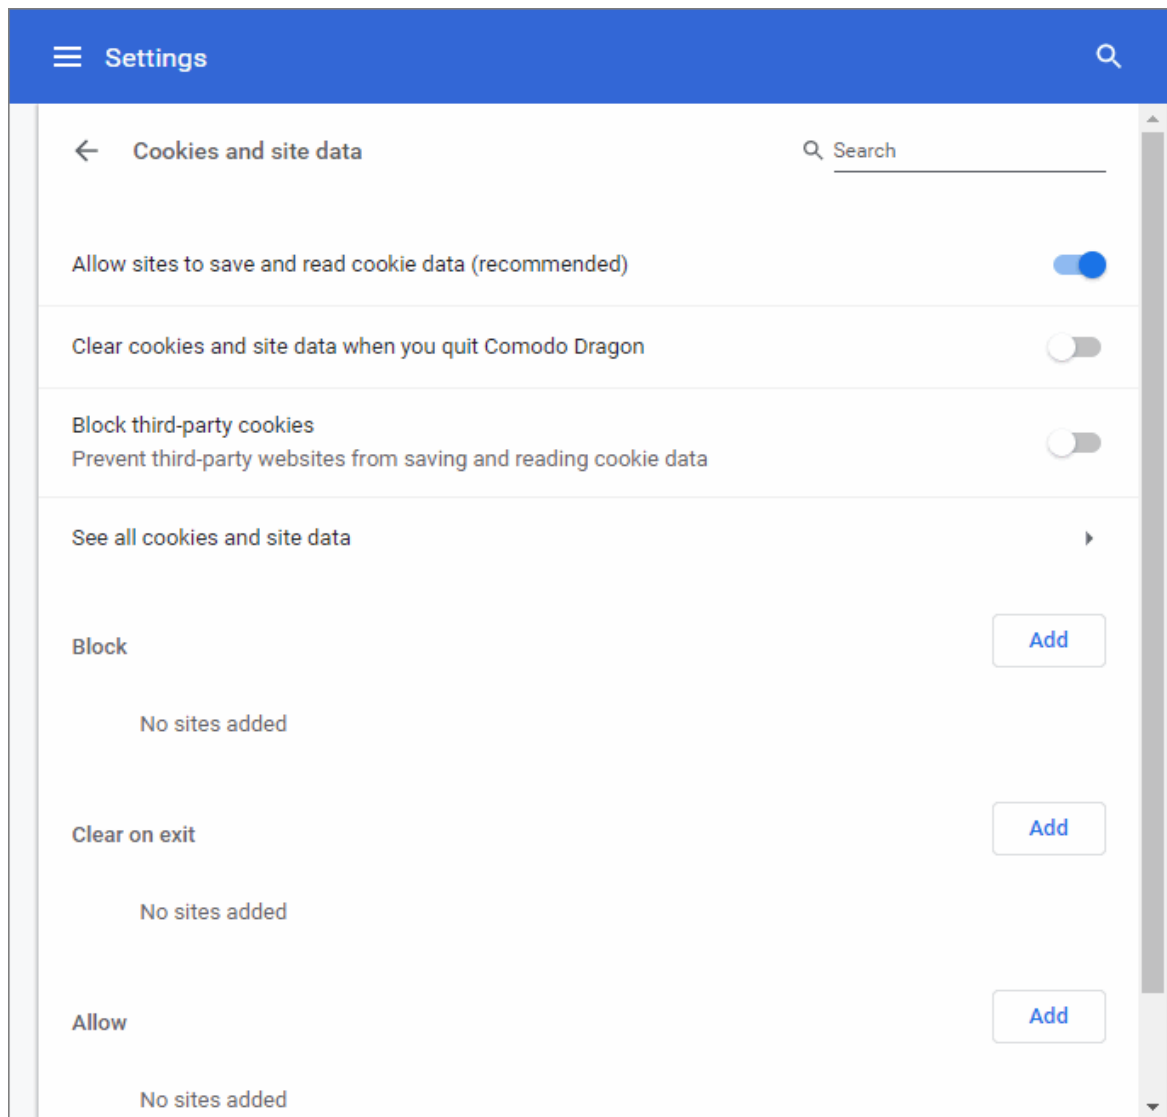 Settings
Cookies and site data
Search
Allow sites to save and read cookie data (recommended)
Clear cookies and site data when you quit Comodo Dragon
Block third-party cookies
Prevent third-party websites from saving and reading cookie data
See all cookies and site data
Block
Add
No sites added
Clear on exit
Add
No sites added
Allow
Add
No sites added